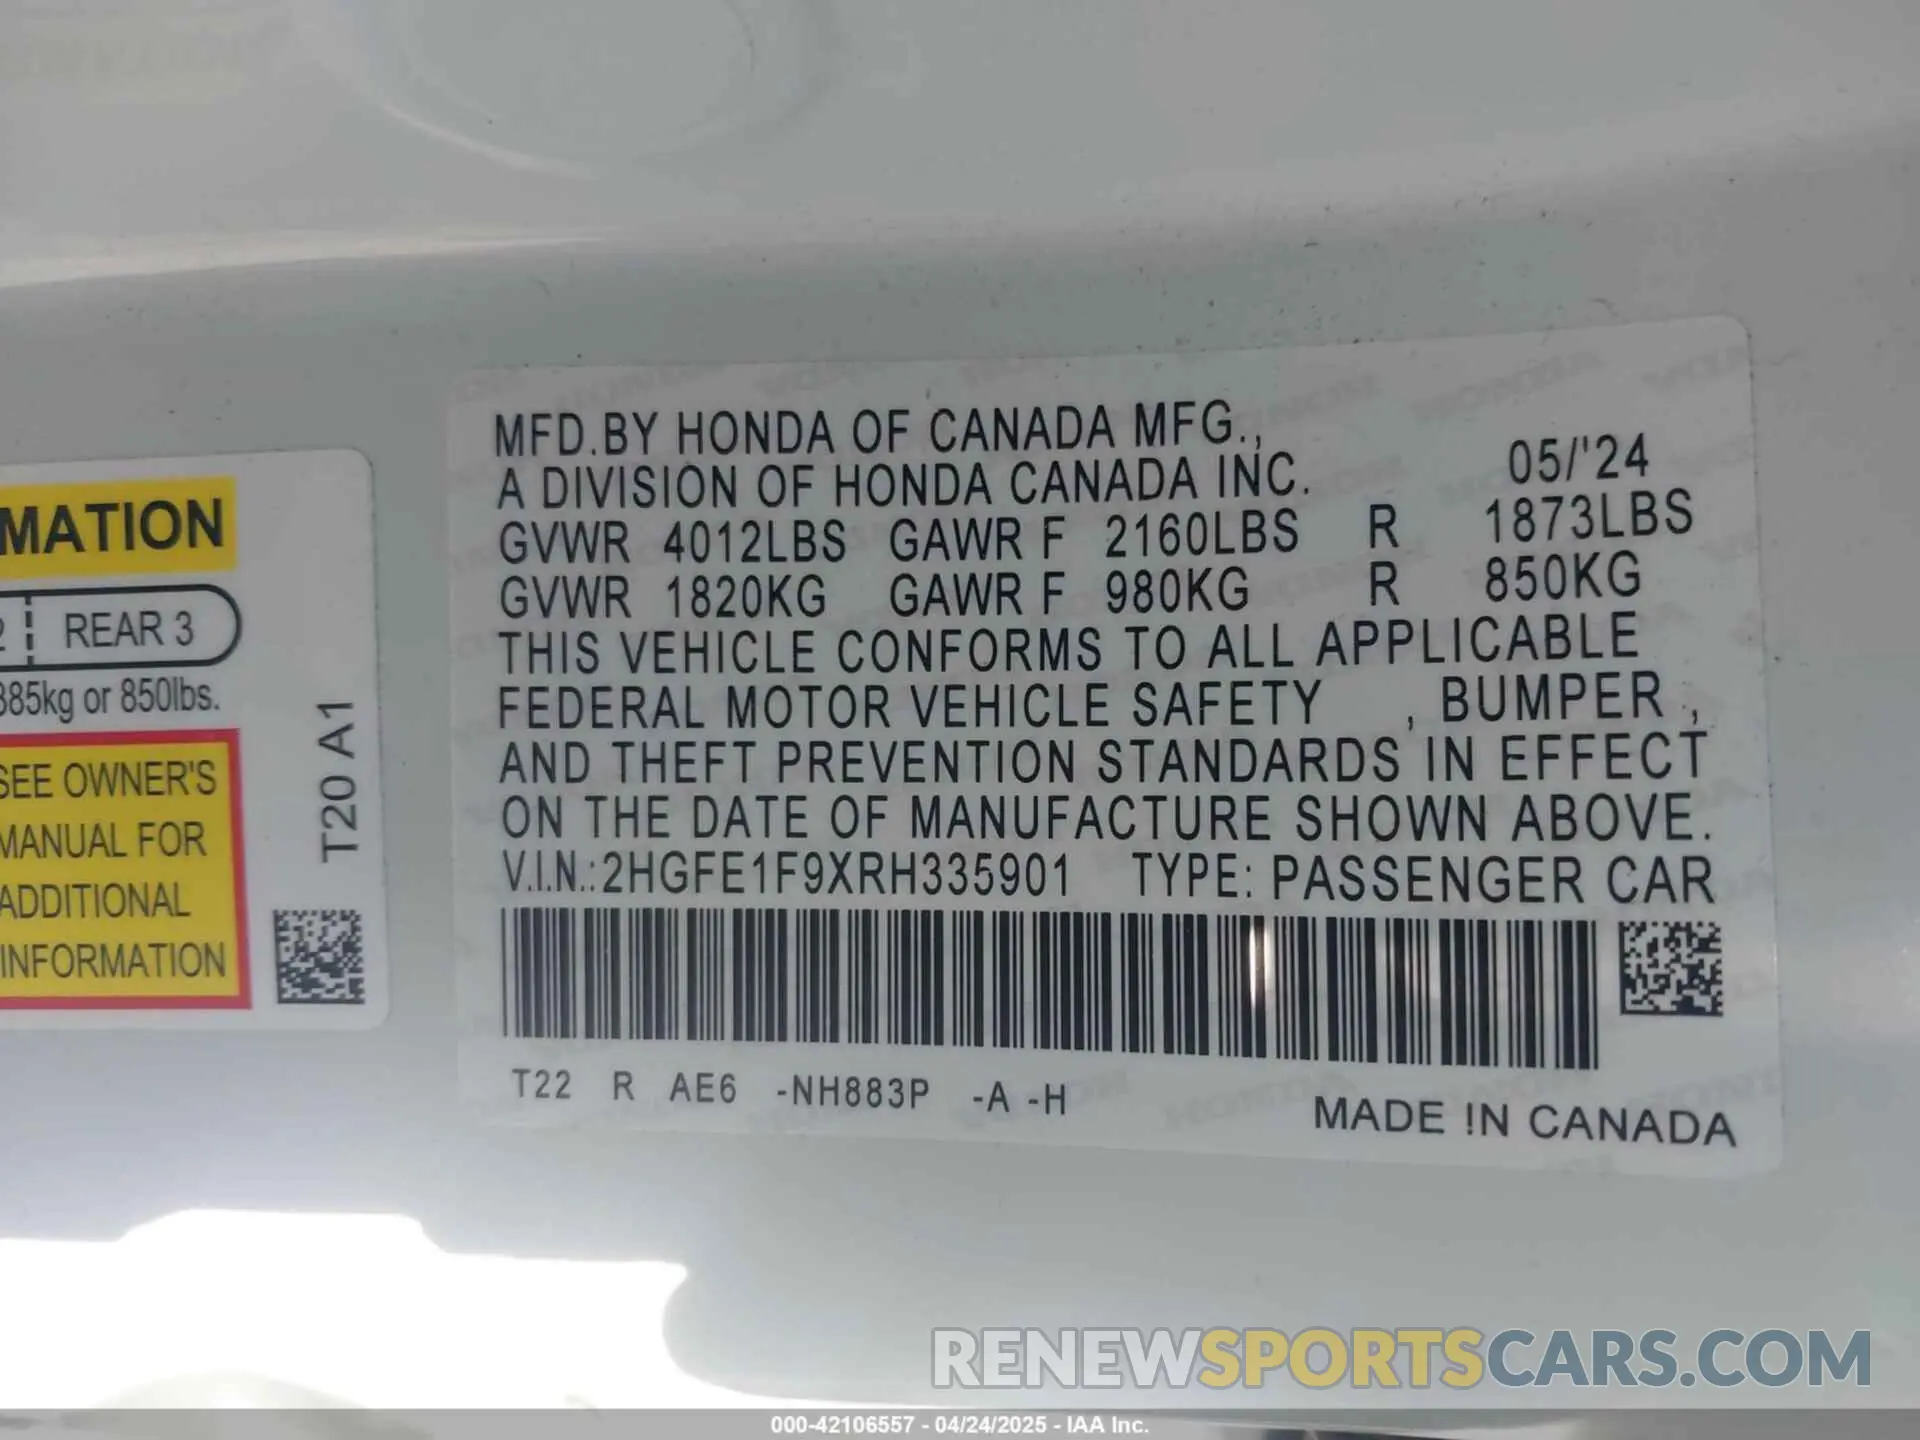 MATION
2 REAR 3
385kg or 850lbs.
SEE OWNER'S
MANUAL FOR
ADDITIONAL
INFORMATION
T20 A1
MFD.BY HONDA OF CANADA MFG.,
A DIVISION OF HONDA CANADA INC. 05/'24
GVWR 4012LBS GAWR F 2160LBS R 1873LBS
GVWR 1820KG GAWR F 980KG R 850KG
THIS VEHICLE CONFORMS TO ALL APPLICABLE
FEDERAL MOTOR VEHICLE SAFETY , BUMPER ,
AND THEFT PREVENTION STANDARDS IN EFFECT
ON THE DATE OF MANUFACTURE SHOWN ABOVE.
V.I.N.:2HGFE1F9XRH335901 TYPE: PASSENGER CAR
T22 R AE6 -NH883P -A -H
MADE IN CANADA
RENEWSPORTSCARS.COM
000-42106557 - 04/24/2025 - IAA Inc.